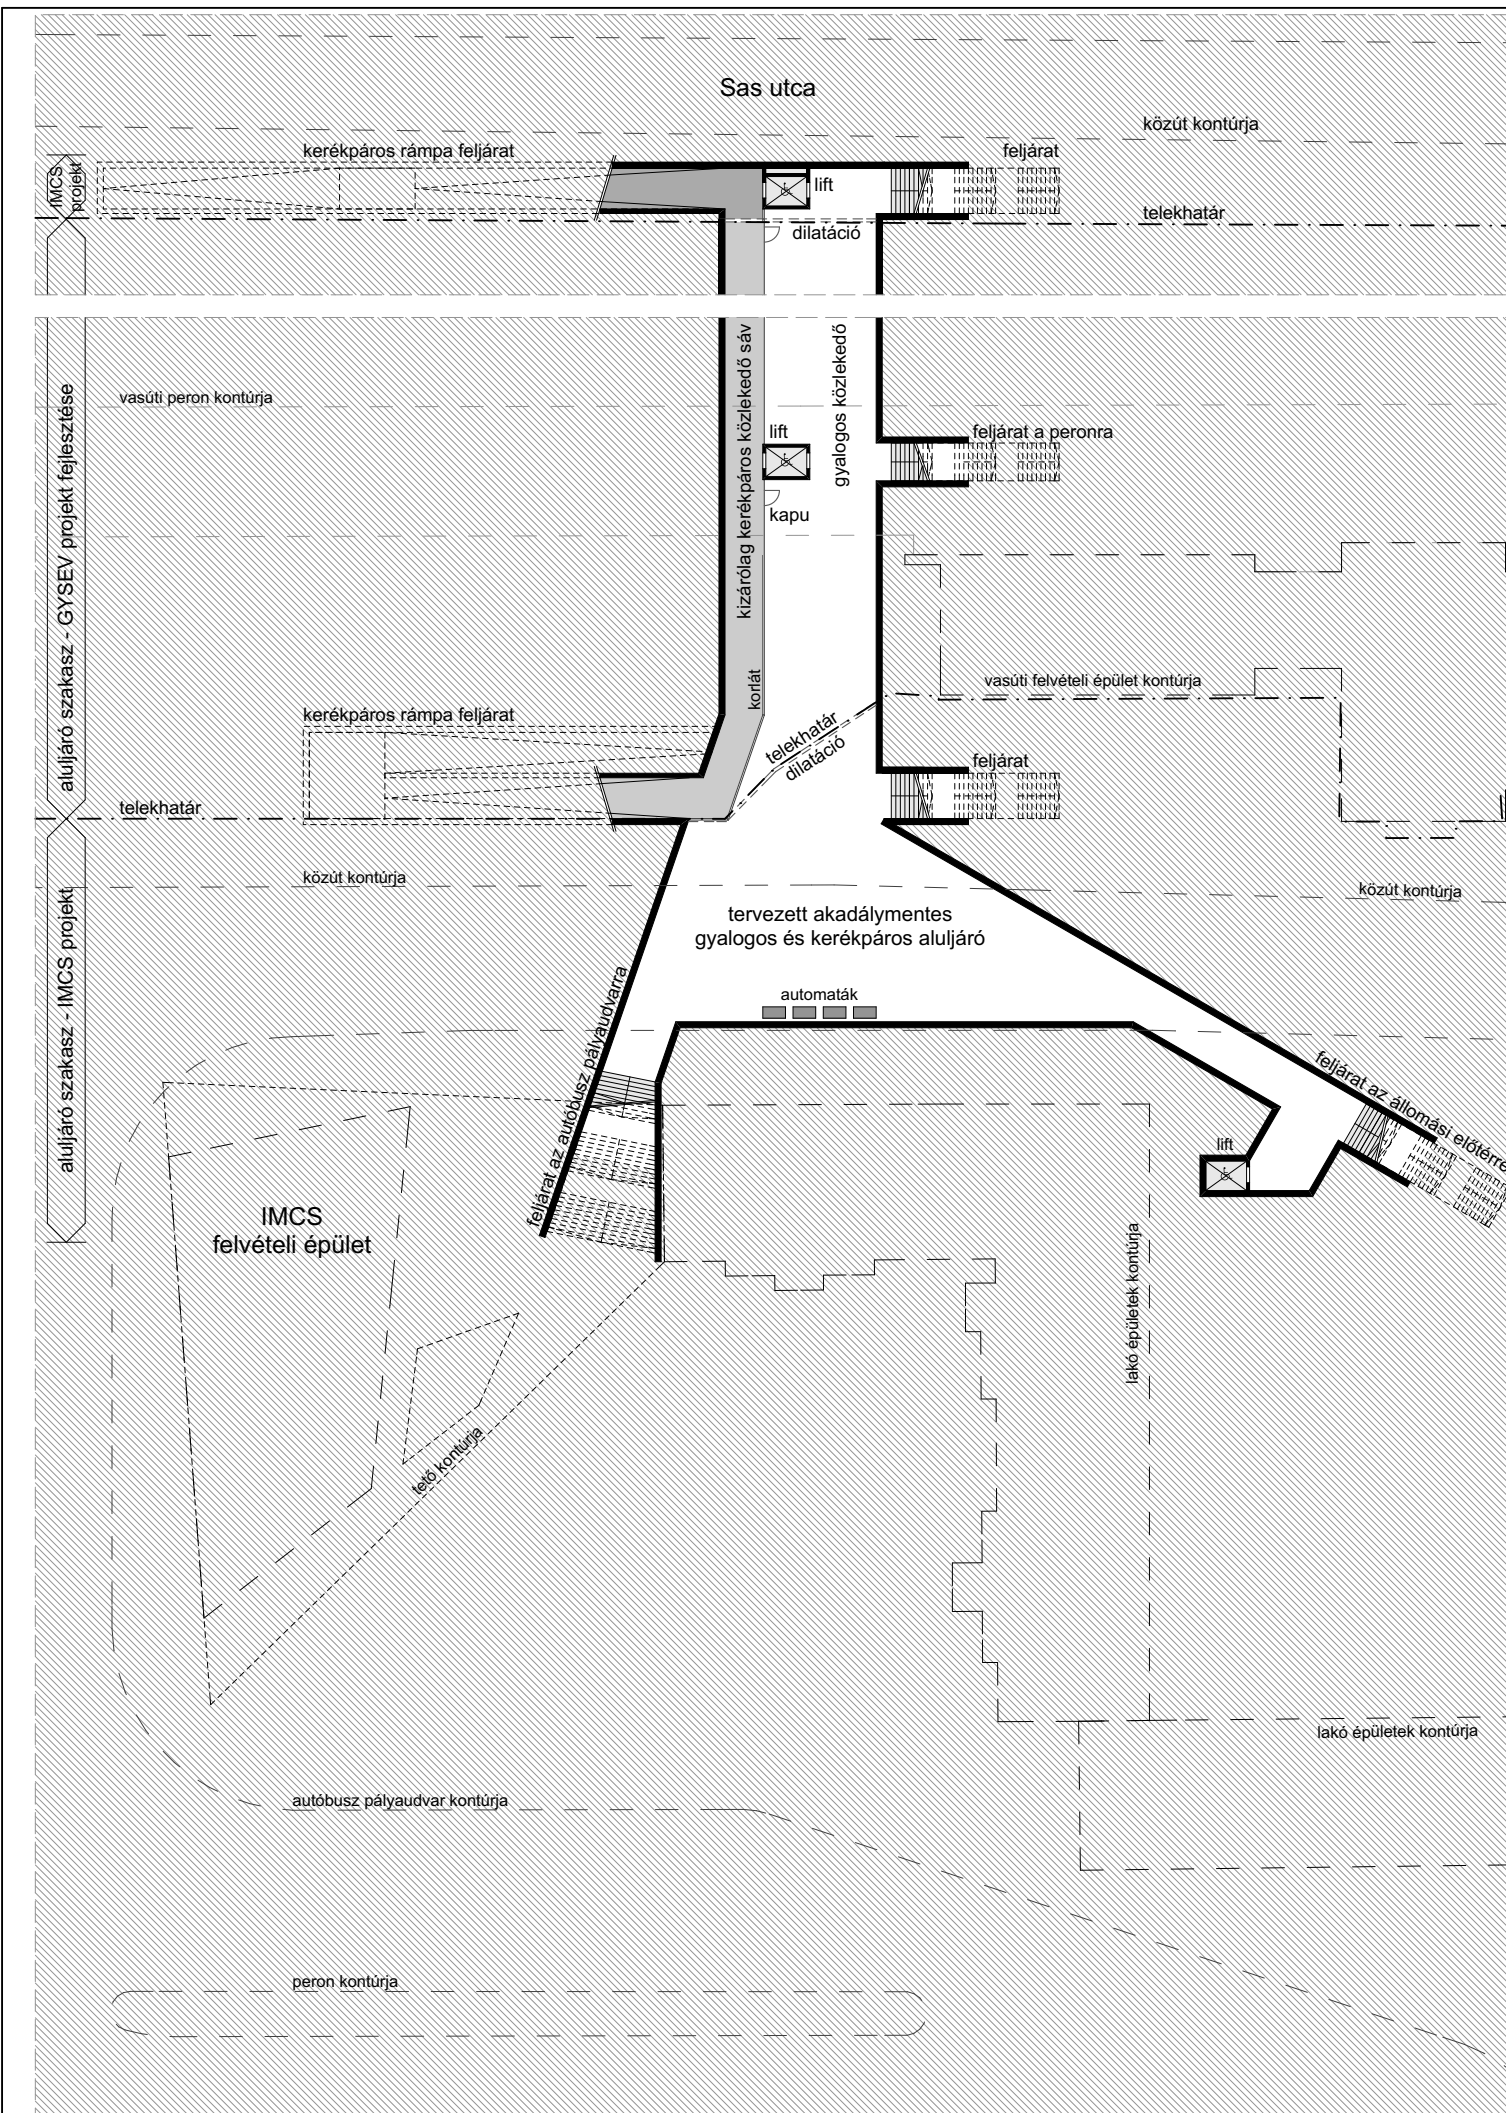 Sas utca
közút kontúrja
kerékpáros rámpa feljárat
feljárat
IMCS
projekt
lift
telekhatár
dilatáció
aluljáró szakasz - GYSEV projekt fejlesztése
vasúti peron kontúrja
kizárólag kerékpáros közlekedő sáv
gyalogos közlekedő
lift
feljárat a peronra
kapu
korlát
vasúti felvételi épület kontúrja
kerékpáros rámpa feljárat
telekhatár
dilatáció
feljárat
telekhatár
közút kontúrja
közút kontúrja
tervezett akadálymentes
gyalogos és kerékpáros aluljáró
aluljáró szakasz - IMCS projekt
automaták
feljárat az autóbusz pályaudvarra
feljárat az állomási előtérre
lift
IMCS
felvételi épület
lakó épületek kontúrja
tető kontúrja
lakó épületek kontúrja
autóbusz pályaudvar kontúrja
peron kontúrja